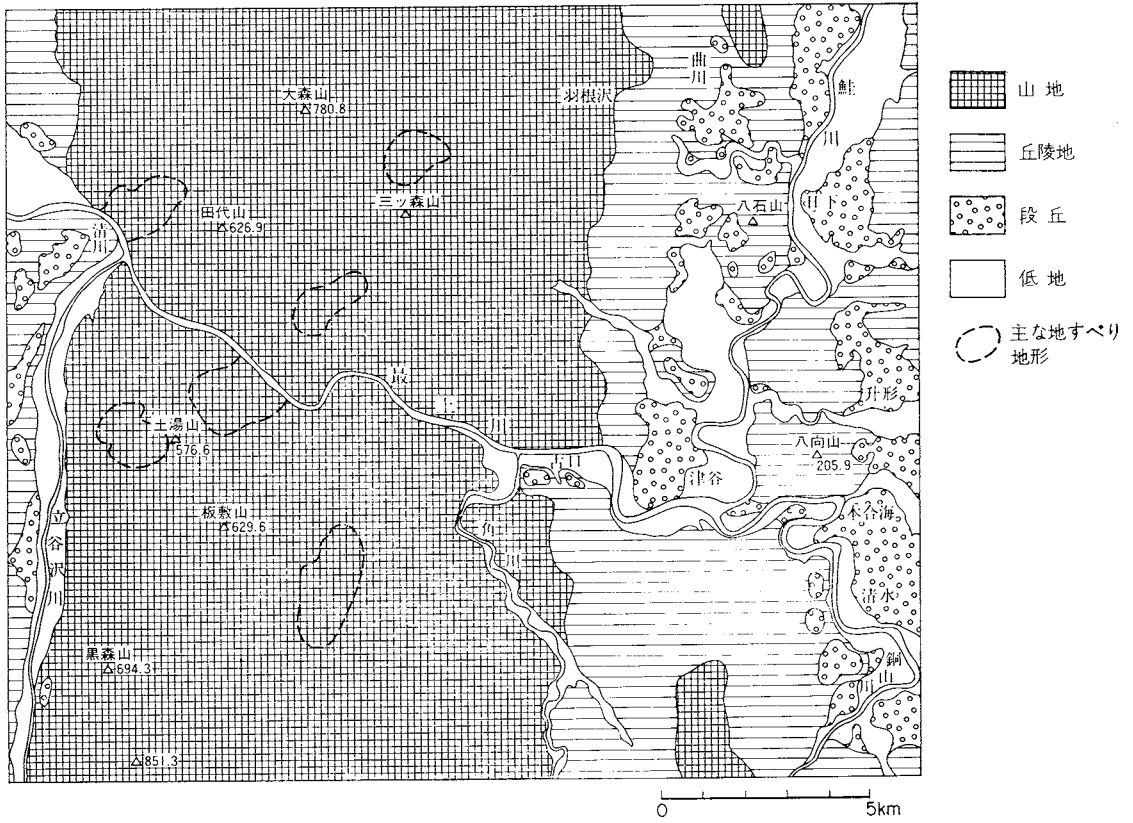 大森山
780.8
羽根沢
曲川
鮭川
三ッ森山
田代山
626.9
清川
八石山
日下
最上川
升形
土湯山
576.6
八向山
205.9
古口
津谷
板敷山
629.6
角川
本合海
清水
立谷沢川
黒森山
694.3
銅山川
851.3
山地
丘陵地
段丘
低地
主な地すべり
地形
0 5km